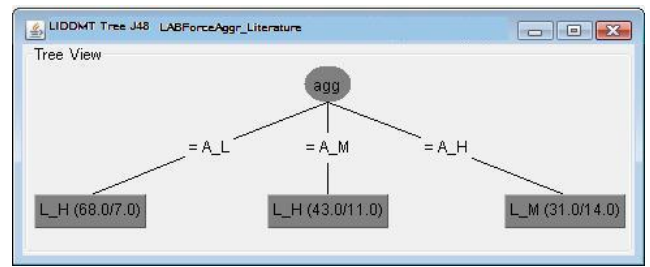 LIDDMT Tree J48 LABForceAggr_Literature
Tree View
agg
= A_L = A_M = A_H
L_H (68.0/7.0) L_H (43.0/11.0) L_M (31.0/14.0)